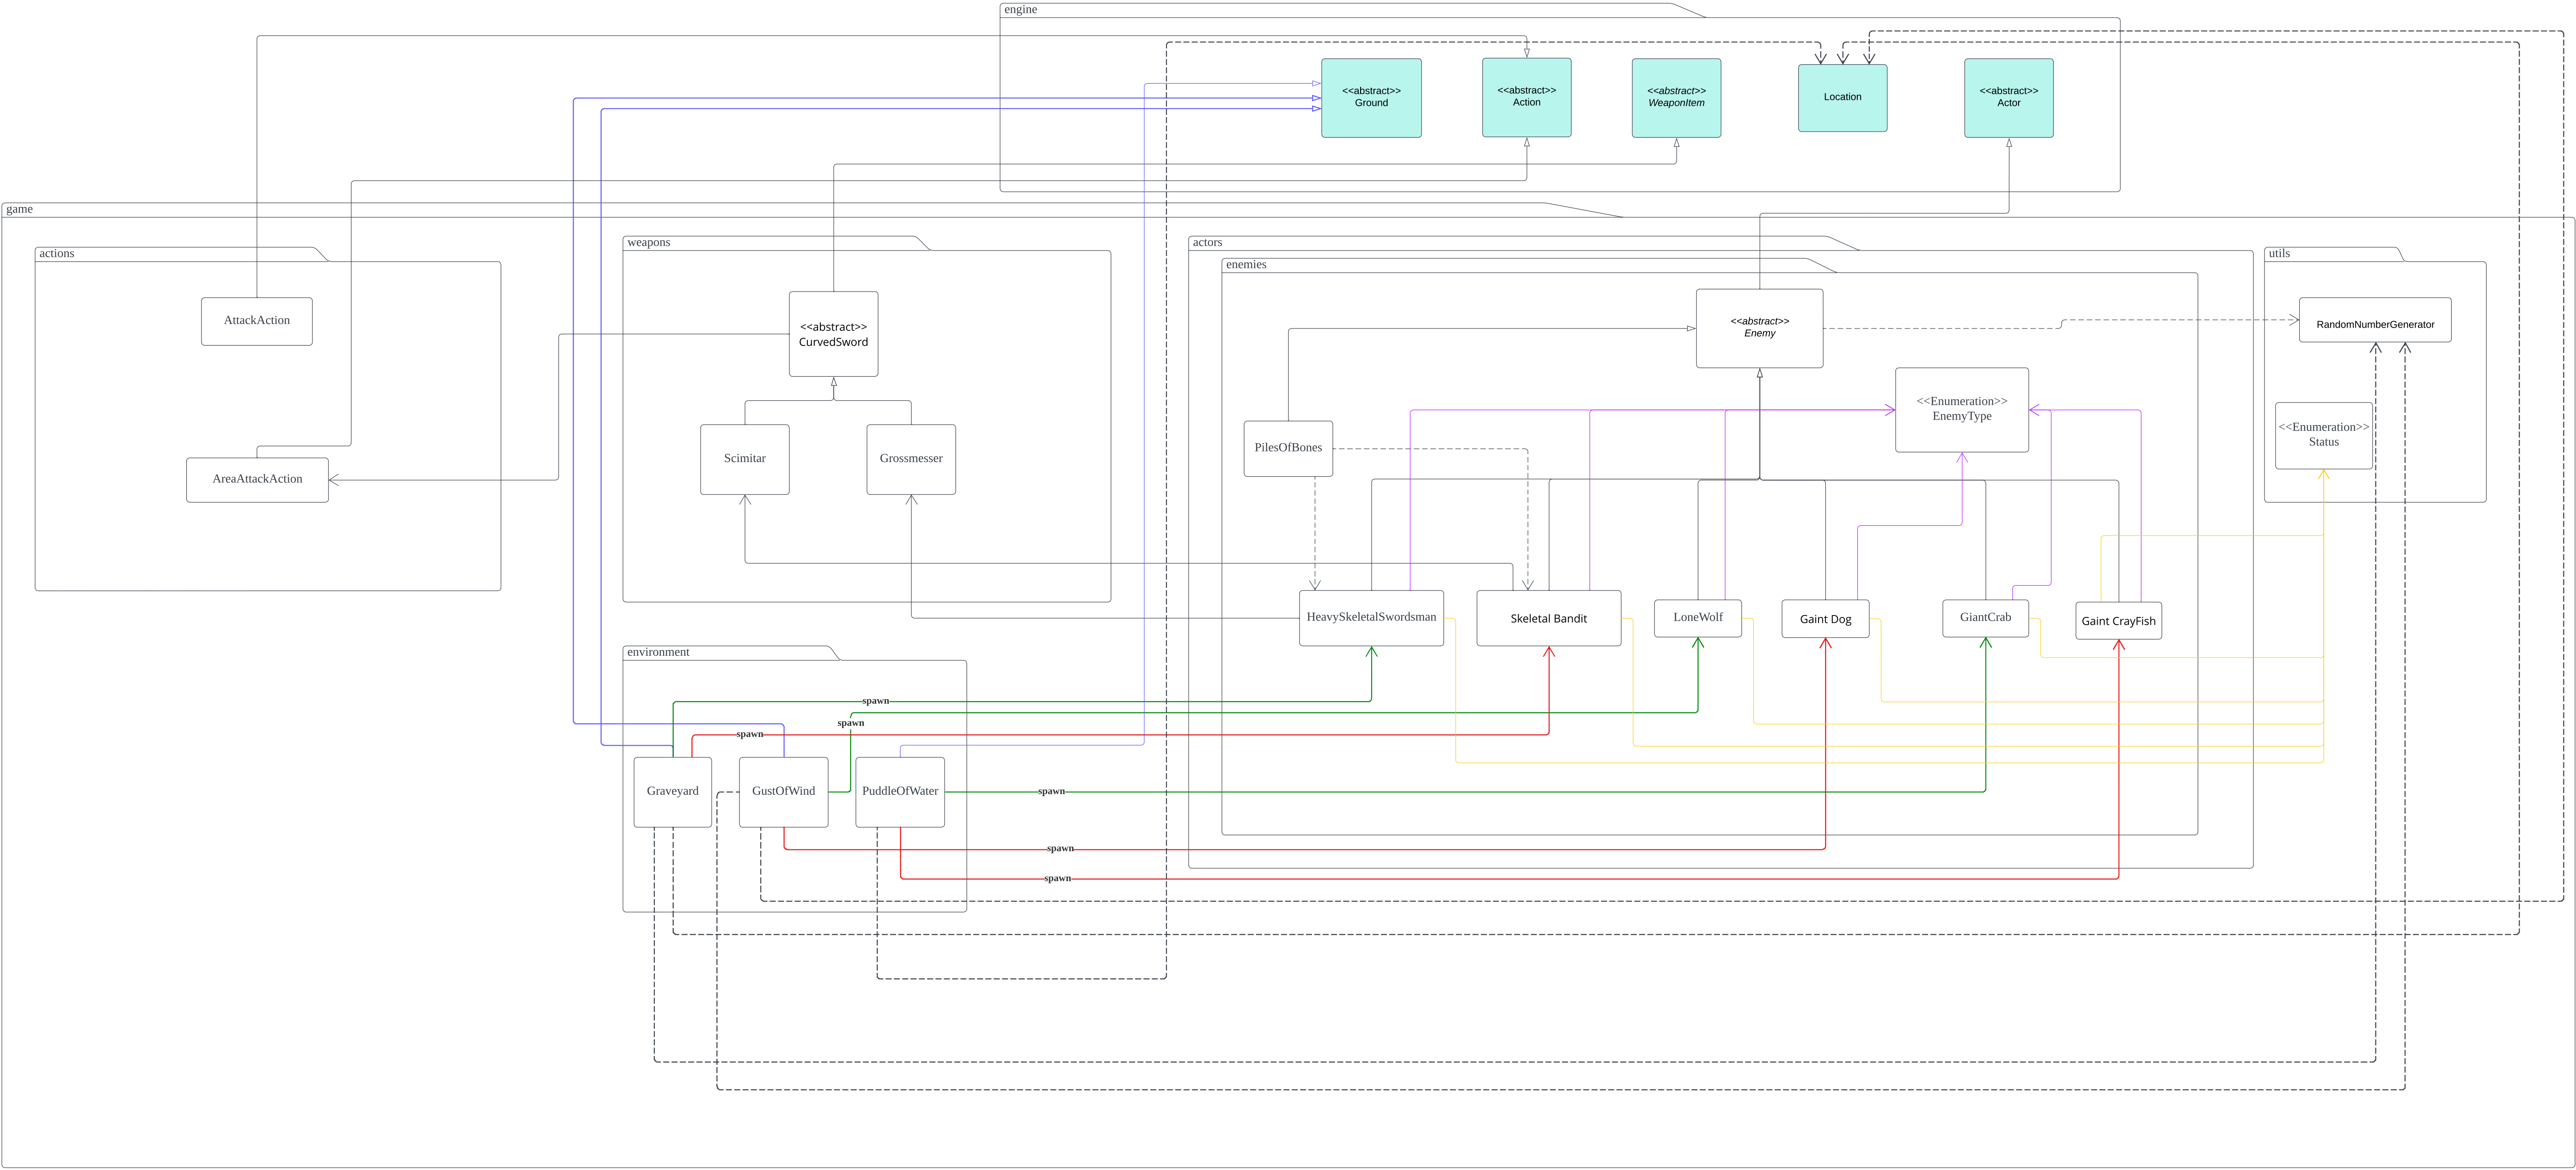 engine
<<abstract>>
Ground
<<abstract>>
Action
<<abstract>>
WeaponItem
Location
<<abstract>>
Actor
game
actions
AttackAction
AreaAttackAction
weapons
<<abstract>>
CurvedSword
Scimitar
Grossmesser
actors
enemies
<<abstract>>
Enemy
<<Enumeration>>
EnemyType
PilesOfBones
HeavySkeletalSwordsman
Skeletal Bandit
LoneWolf
Gaint Dog
GiantCrab
Gaint CrayFish
utils
RandomNumberGenerator
<<Enumeration>>
Status
environment
spawn
spawn
spawn
Graveyard
GustOfWind
PuddleOfWater
spawn
spawn
spawn